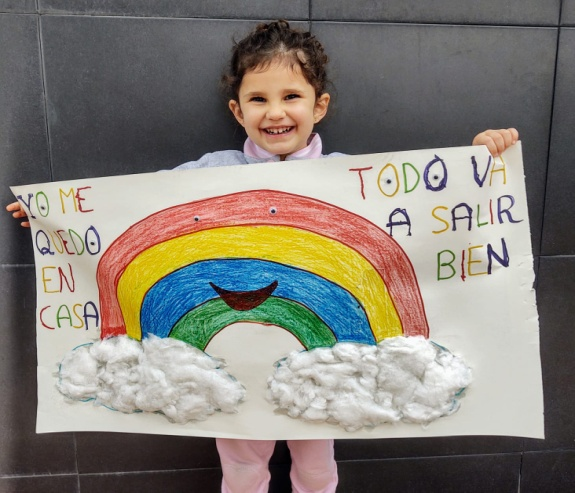 YO ME
QUEDO
EN
CASA
TODO VA
A SALIR
BIEN